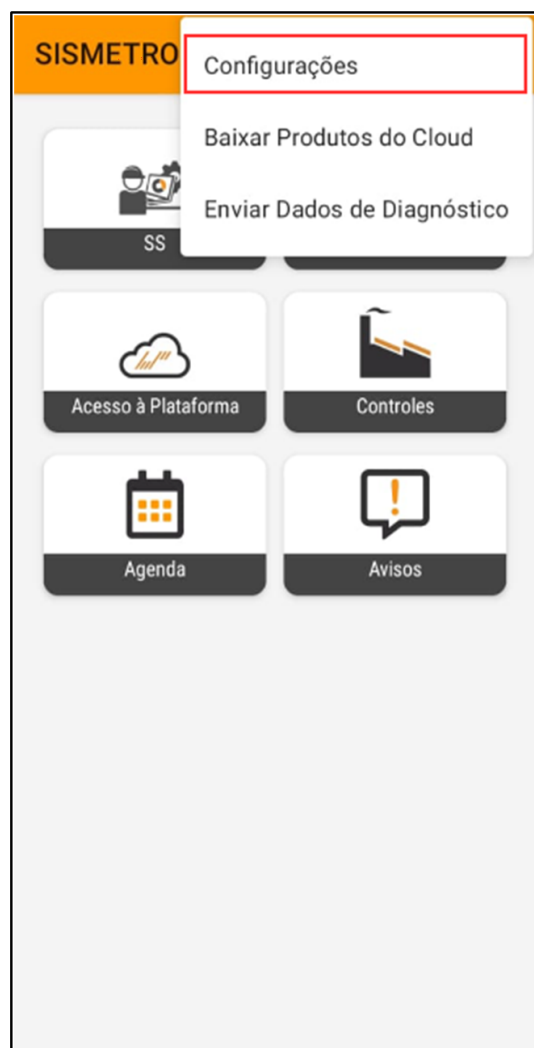 SISMETRO
Configurações
Baixar Produtos do Cloud
Enviar Dados de Diagnóstico
SS
Acesso à Plataforma
Controles
Agenda
Avisos